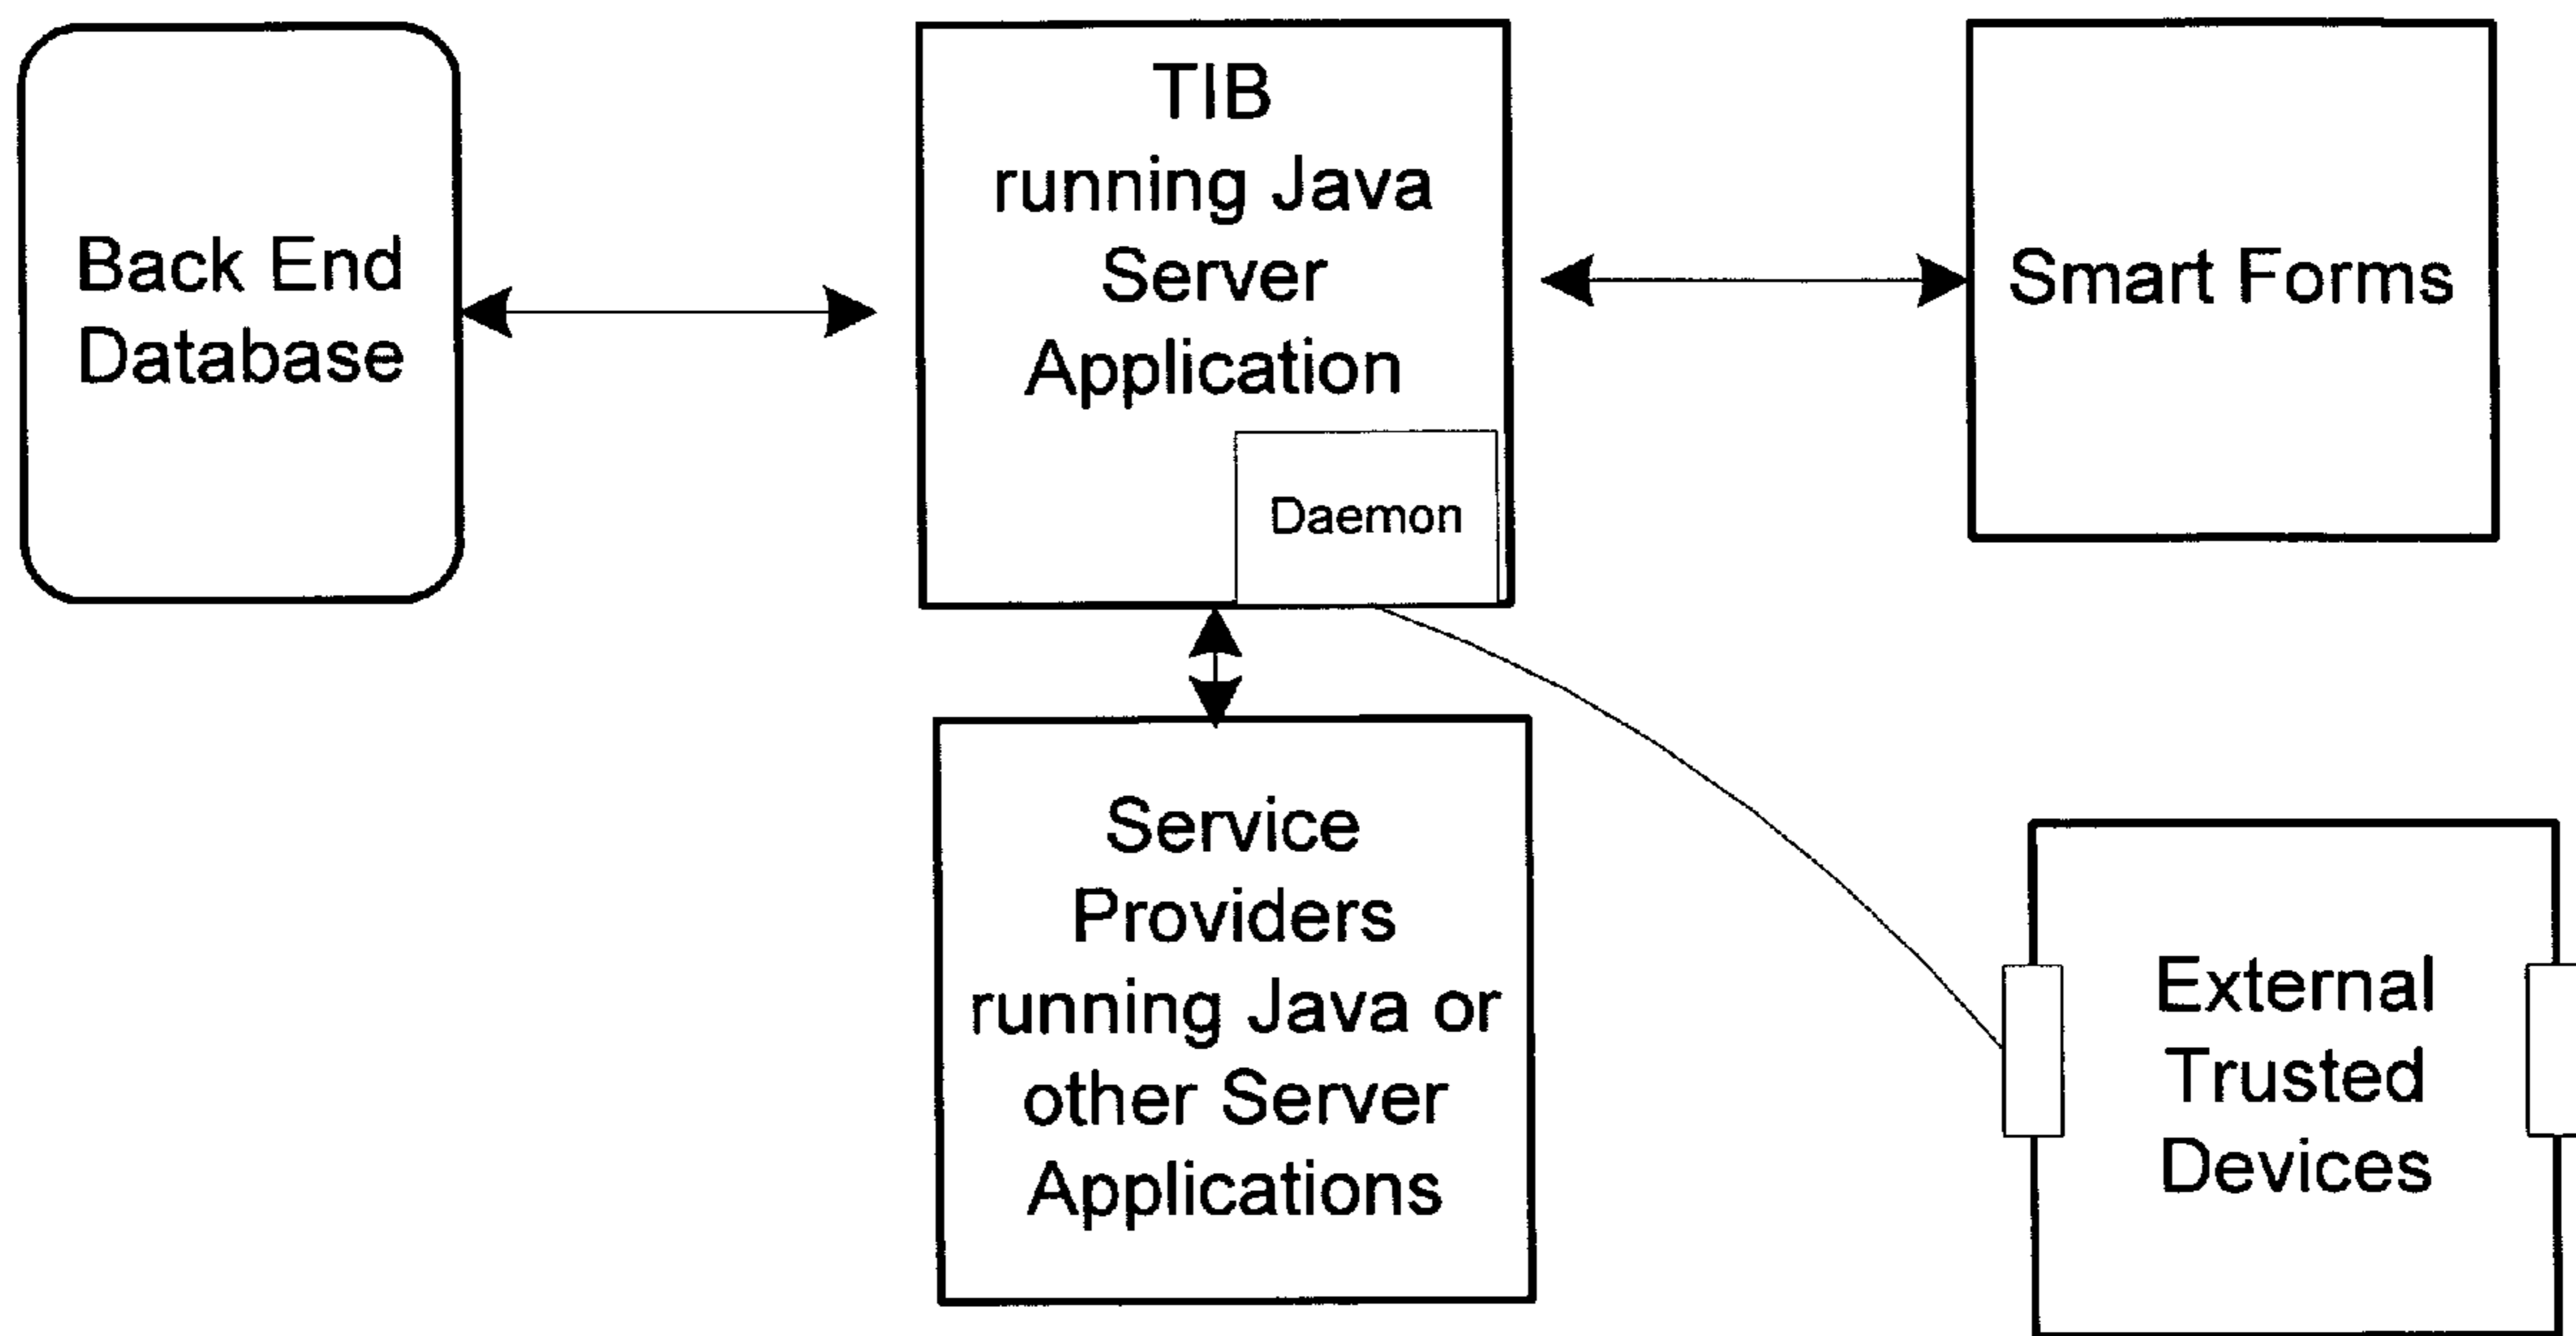 Back End
Database
TIB
running Java
Server
Application
Daemon
Smart Forms
Service
Providers
running Java or
other Server
Applications
External
Trusted
Devices